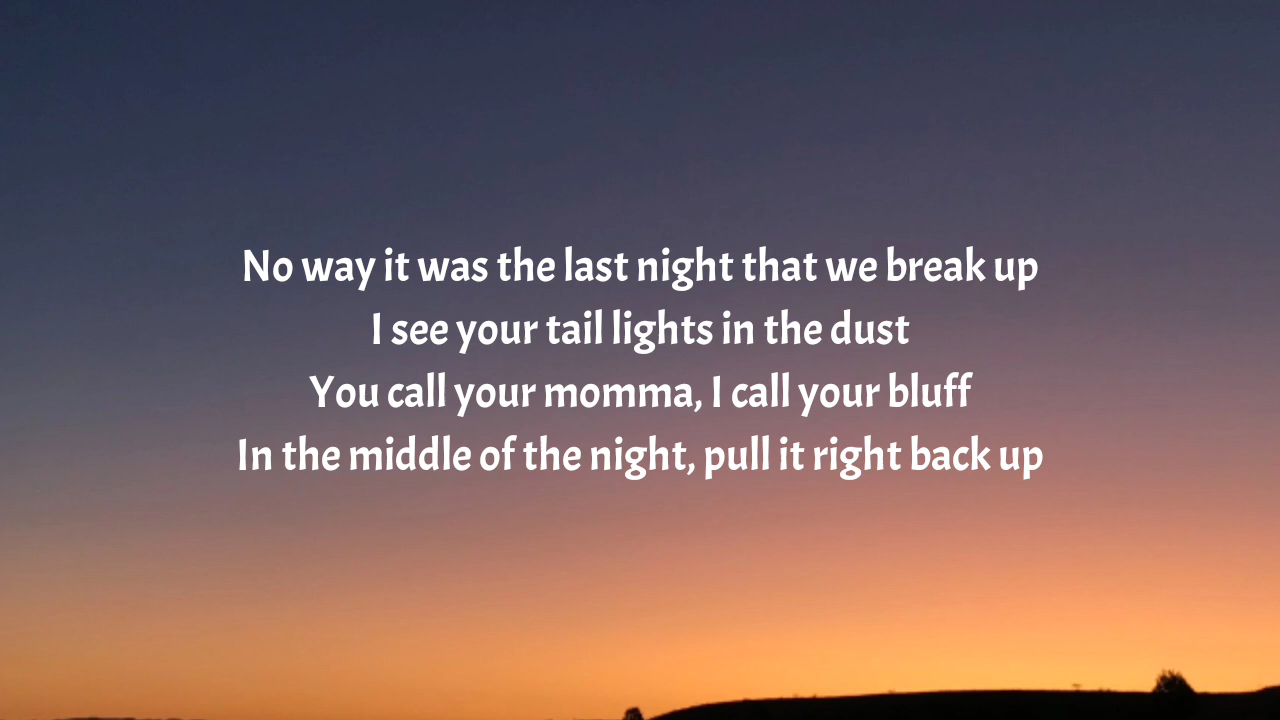 No way it was the last night that we break up
I see your tail lights in the dust
You call your momma, I call your bluff
In the middle of the night, pull it right back up